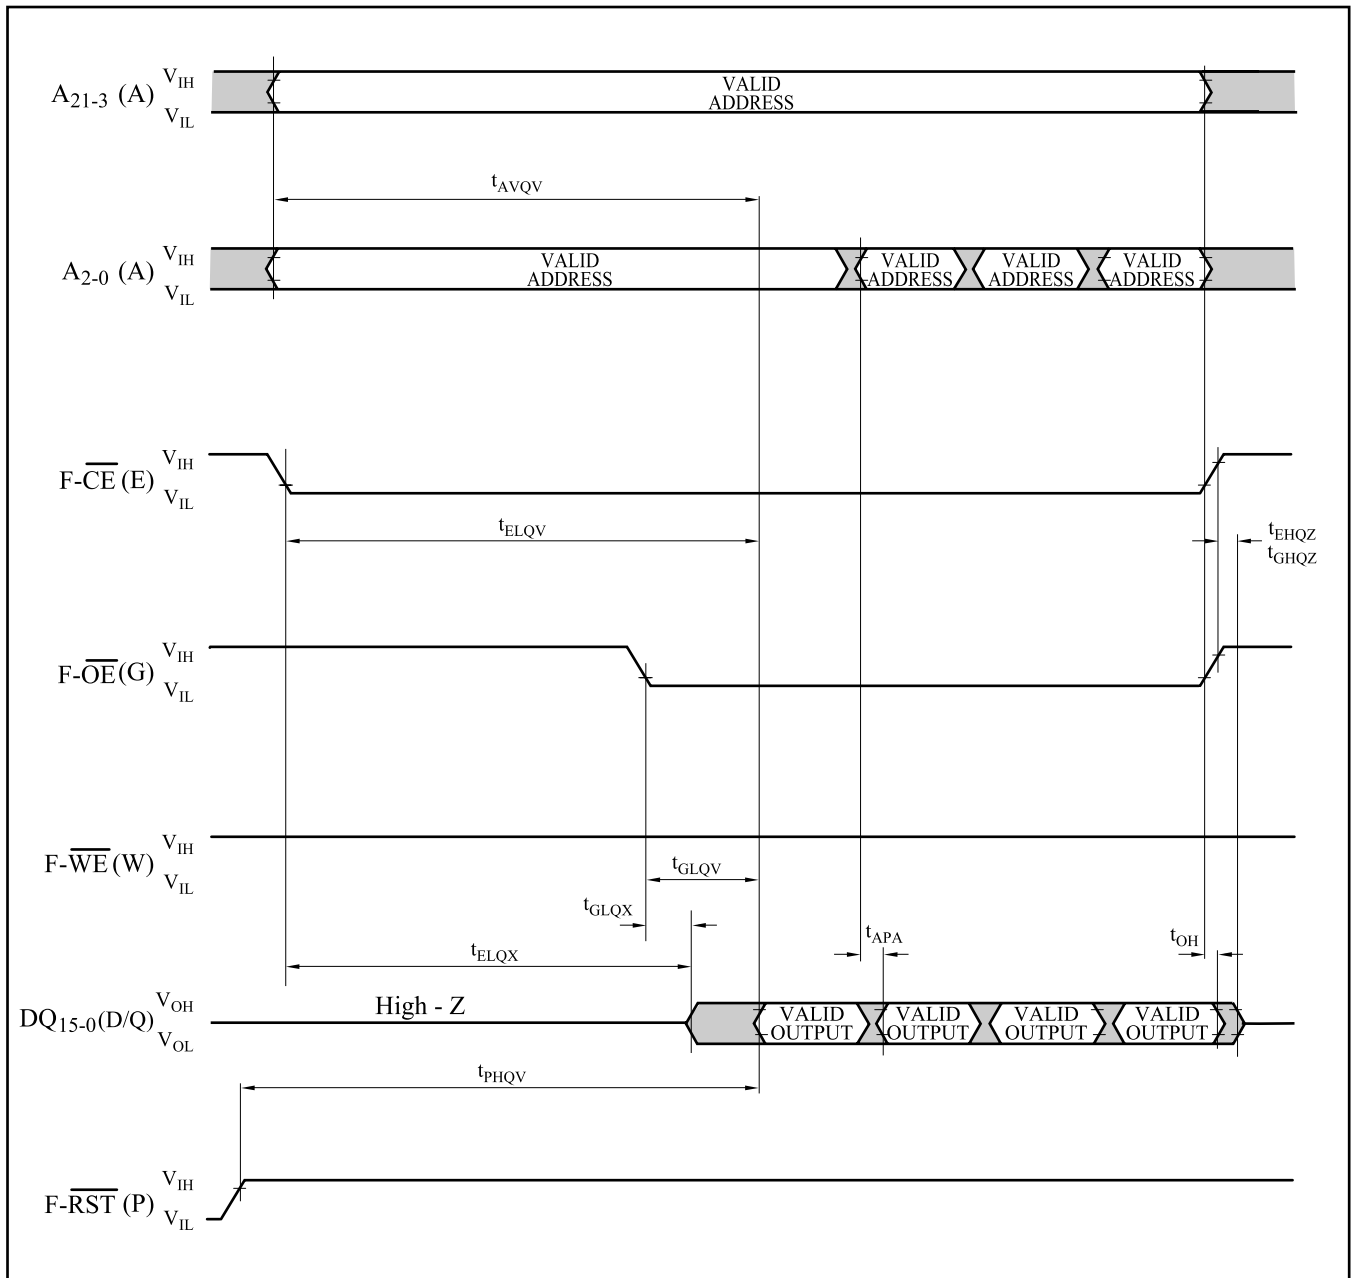 A21-3 (A) VIH VIL VALID ADDRESS
tAVQV
A2-0 (A) VIH VIL VALID ADDRESS VALID ADDRESS VALID ADDRESS VALID ADDRESS
F-CE (E) VIH VIL
tELQV
tEHQZ
tGHQZ
F-OE (G) VIH VIL
F-WE (W) VIH VIL
tGLQV
tGLQX
tAPA
tOH
tELQX
DQ15-0 (D/Q) VOH VOL High - Z VALID OUTPUT VALID OUTPUT VALID OUTPUT VALID OUTPUT
tPHQV
F-RST (P) VIH VIL